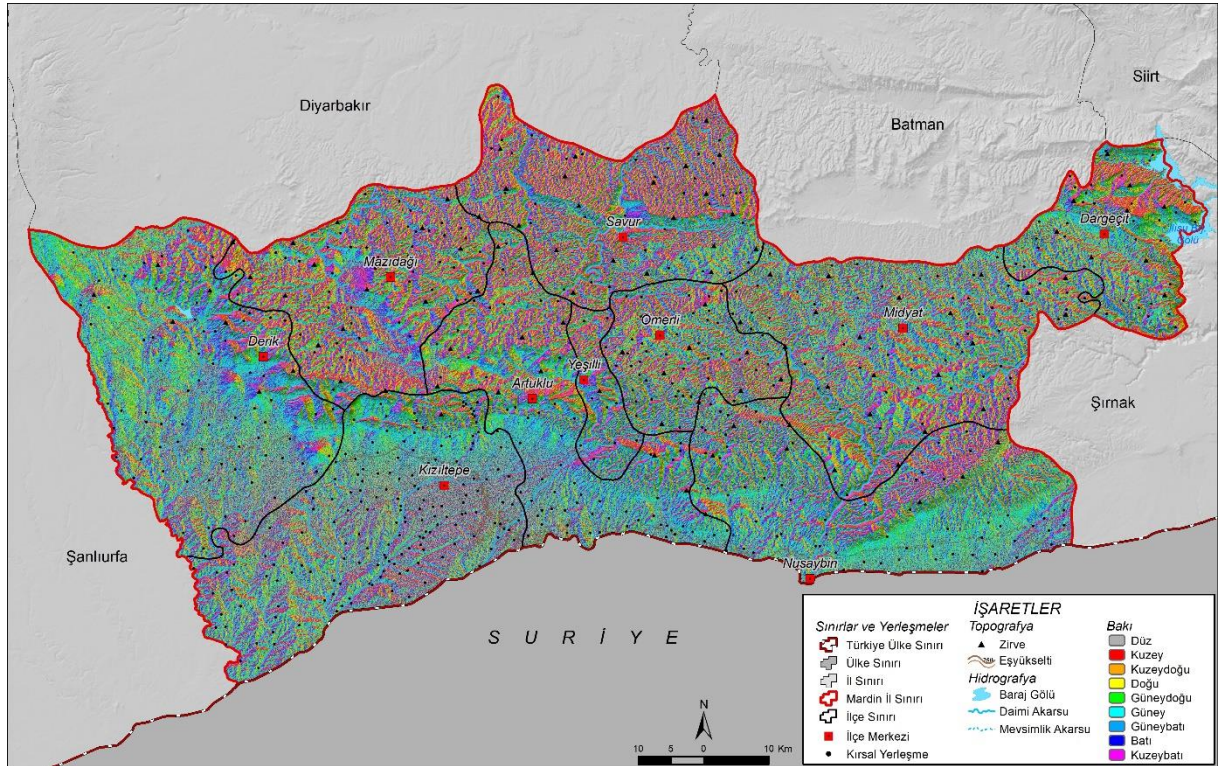 Siirt
Diyarbakır
Batman
Savur
Dargeçit
Gölü
Mazıdağı
Ömerli
Midyat
Derik
Yeşilli
Artuklu
Şırnak
Kızıltepe
Şanlıurfa
Nusaybin
SURİYE
İŞARETLER
Sınırlar ve Yerleşmeler
Türkiye Ülke Sınırı
Ülke Sınırı
İl Sınırı
Mardin İl Sınırı
İlçe Sınırı
İlçe Merkezi
Kırsal Yerleşme
Topografya
Zirve
Eşyükselti
Hidrografya
Baraj Gölü
Daimi Akarsu
Mevsimlik Akarsu
Bakı
Düz
Kuzey
Kuzeydoğu
Doğu
Güneydoğu
Güney
Güneybatı
Batı
Kuzeybatı
N
10 5 0 10 Km